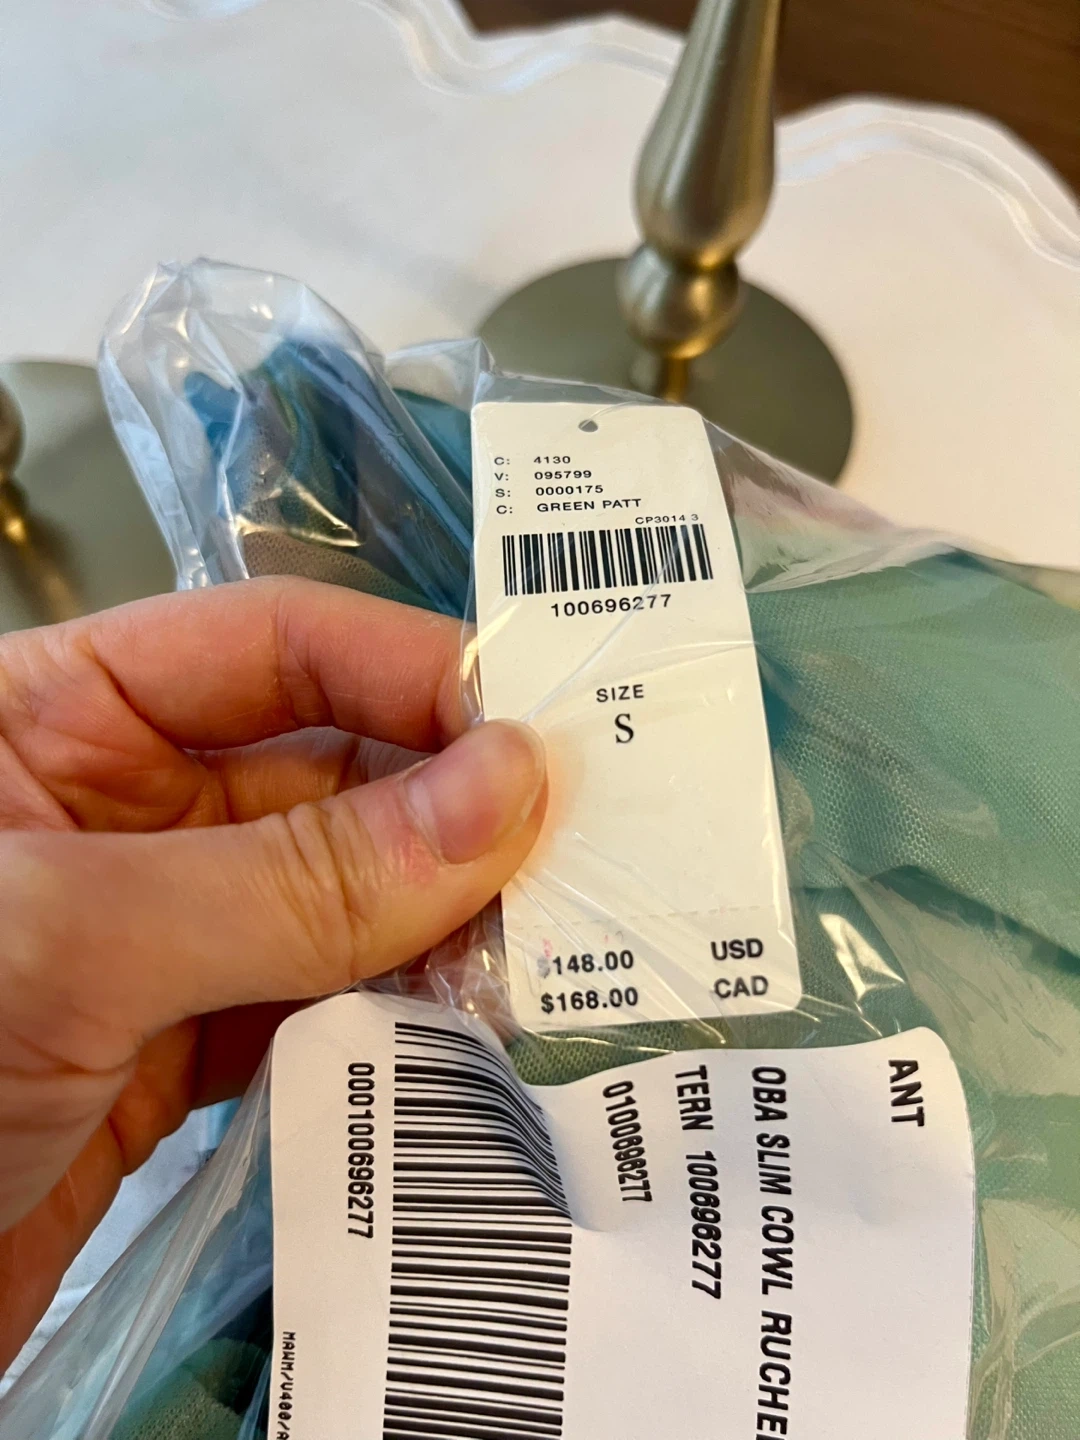 C: 4130
V: 095799
S: 0000175
C: GREEN PATT
CP3014 3
100696277
SIZE
S
$148.00 USD
$168.00 CAD
ANT
OBA SLIM COWL RUCHE
TERN 100696277
0100696277
000100696277